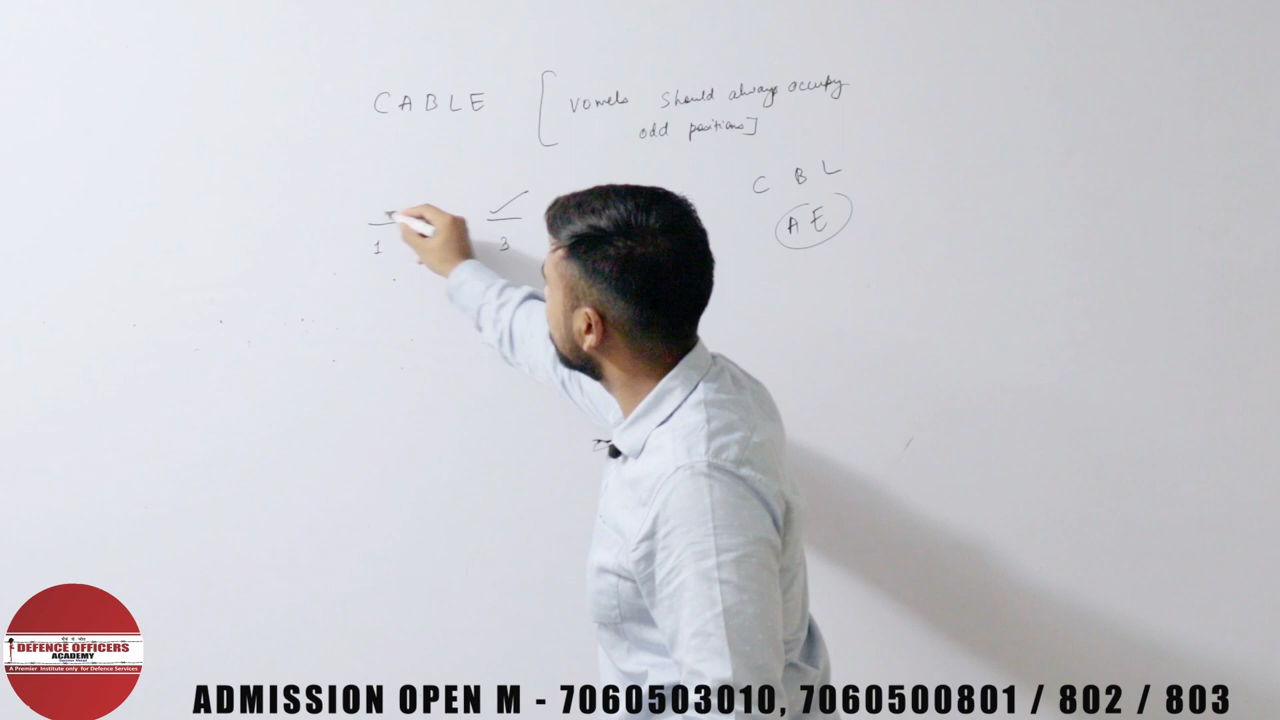 CABLE [vowels should always occupy
odd positions]
C B L
A E
1 3
DEFENCE OFFICERS
ACADEMY
A Premier Institute only for Defence Services
ADMISSION OPEN M - 7060503010, 7060500801 / 802 / 803